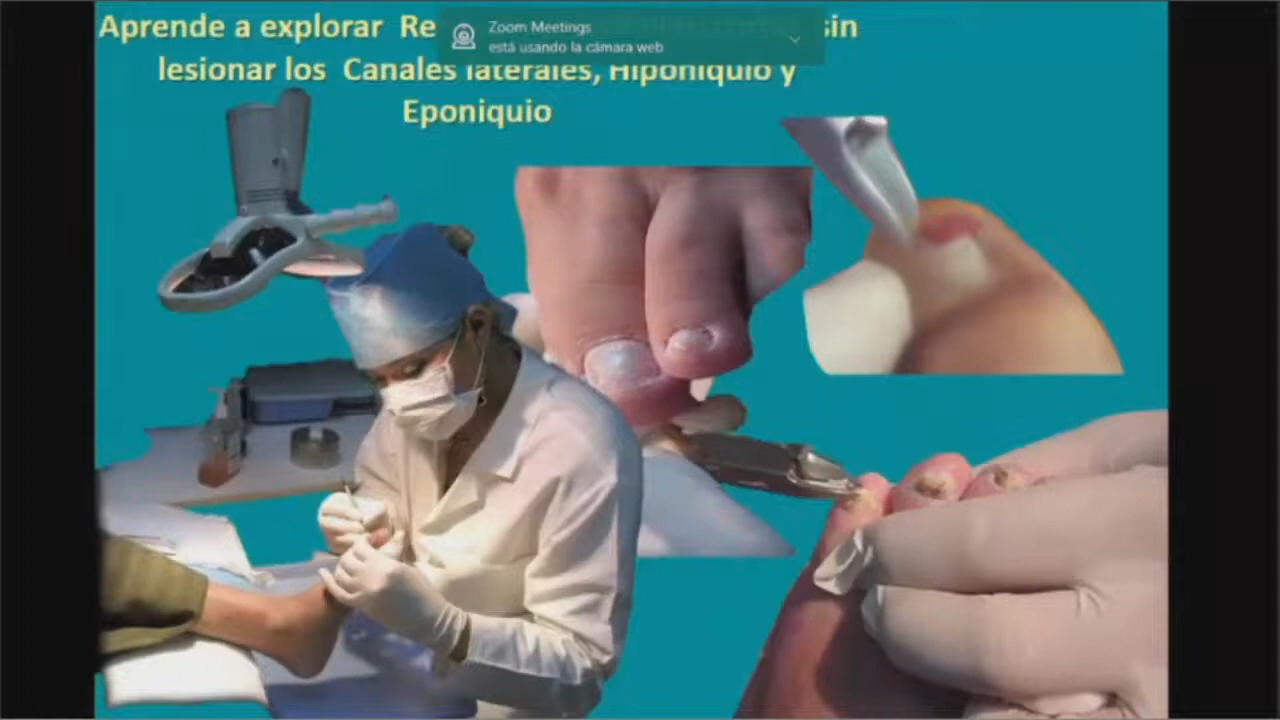 Aprende a explorar Re sin
lesionar los Canales laterales, Hiponiquio y
Eponiquio
Zoom Meetings
está usando la cámara web